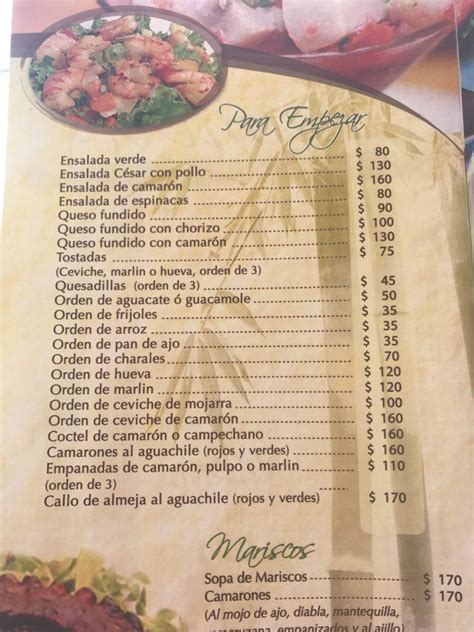 Para Empezar
Ensalada verde $ 80
Ensalada César con pollo $ 130
Ensalada de camarón $ 160
Ensalada de espinacas $ 80
Queso fundido $ 90
Queso fundido con chorizo $ 100
Queso fundido con camarón $ 130
Tostadas $ 75
(Ceviche, marlin o hueva, orden de 3)
Quesadillas (orden de 3) $ 45
Orden de aguacate ó guacamole $ 50
Orden de frijoles $ 35
Orden de arroz $ 35
Orden de pan de ajo $ 35
Orden de charales $ 70
Orden de hueva $ 120
Orden de marlin $ 120
Orden de ceviche de mojarra $ 100
Orden de ceviche de camarón $ 160
Coctel de camarón o campechano $ 160
Camarones al aguachile (rojos y verdes) $ 160
Empanadas de camarón, pulpo o marlin $ 110
(orden de 3)
Callo de almeja al aguachile (rojos y verdes) $ 170
Mariscos
Sopa de Mariscos $ 170
Camarones $ 170
(Al mojo de ajo, diabla, mantequilla,
empanizados y al ajillo)